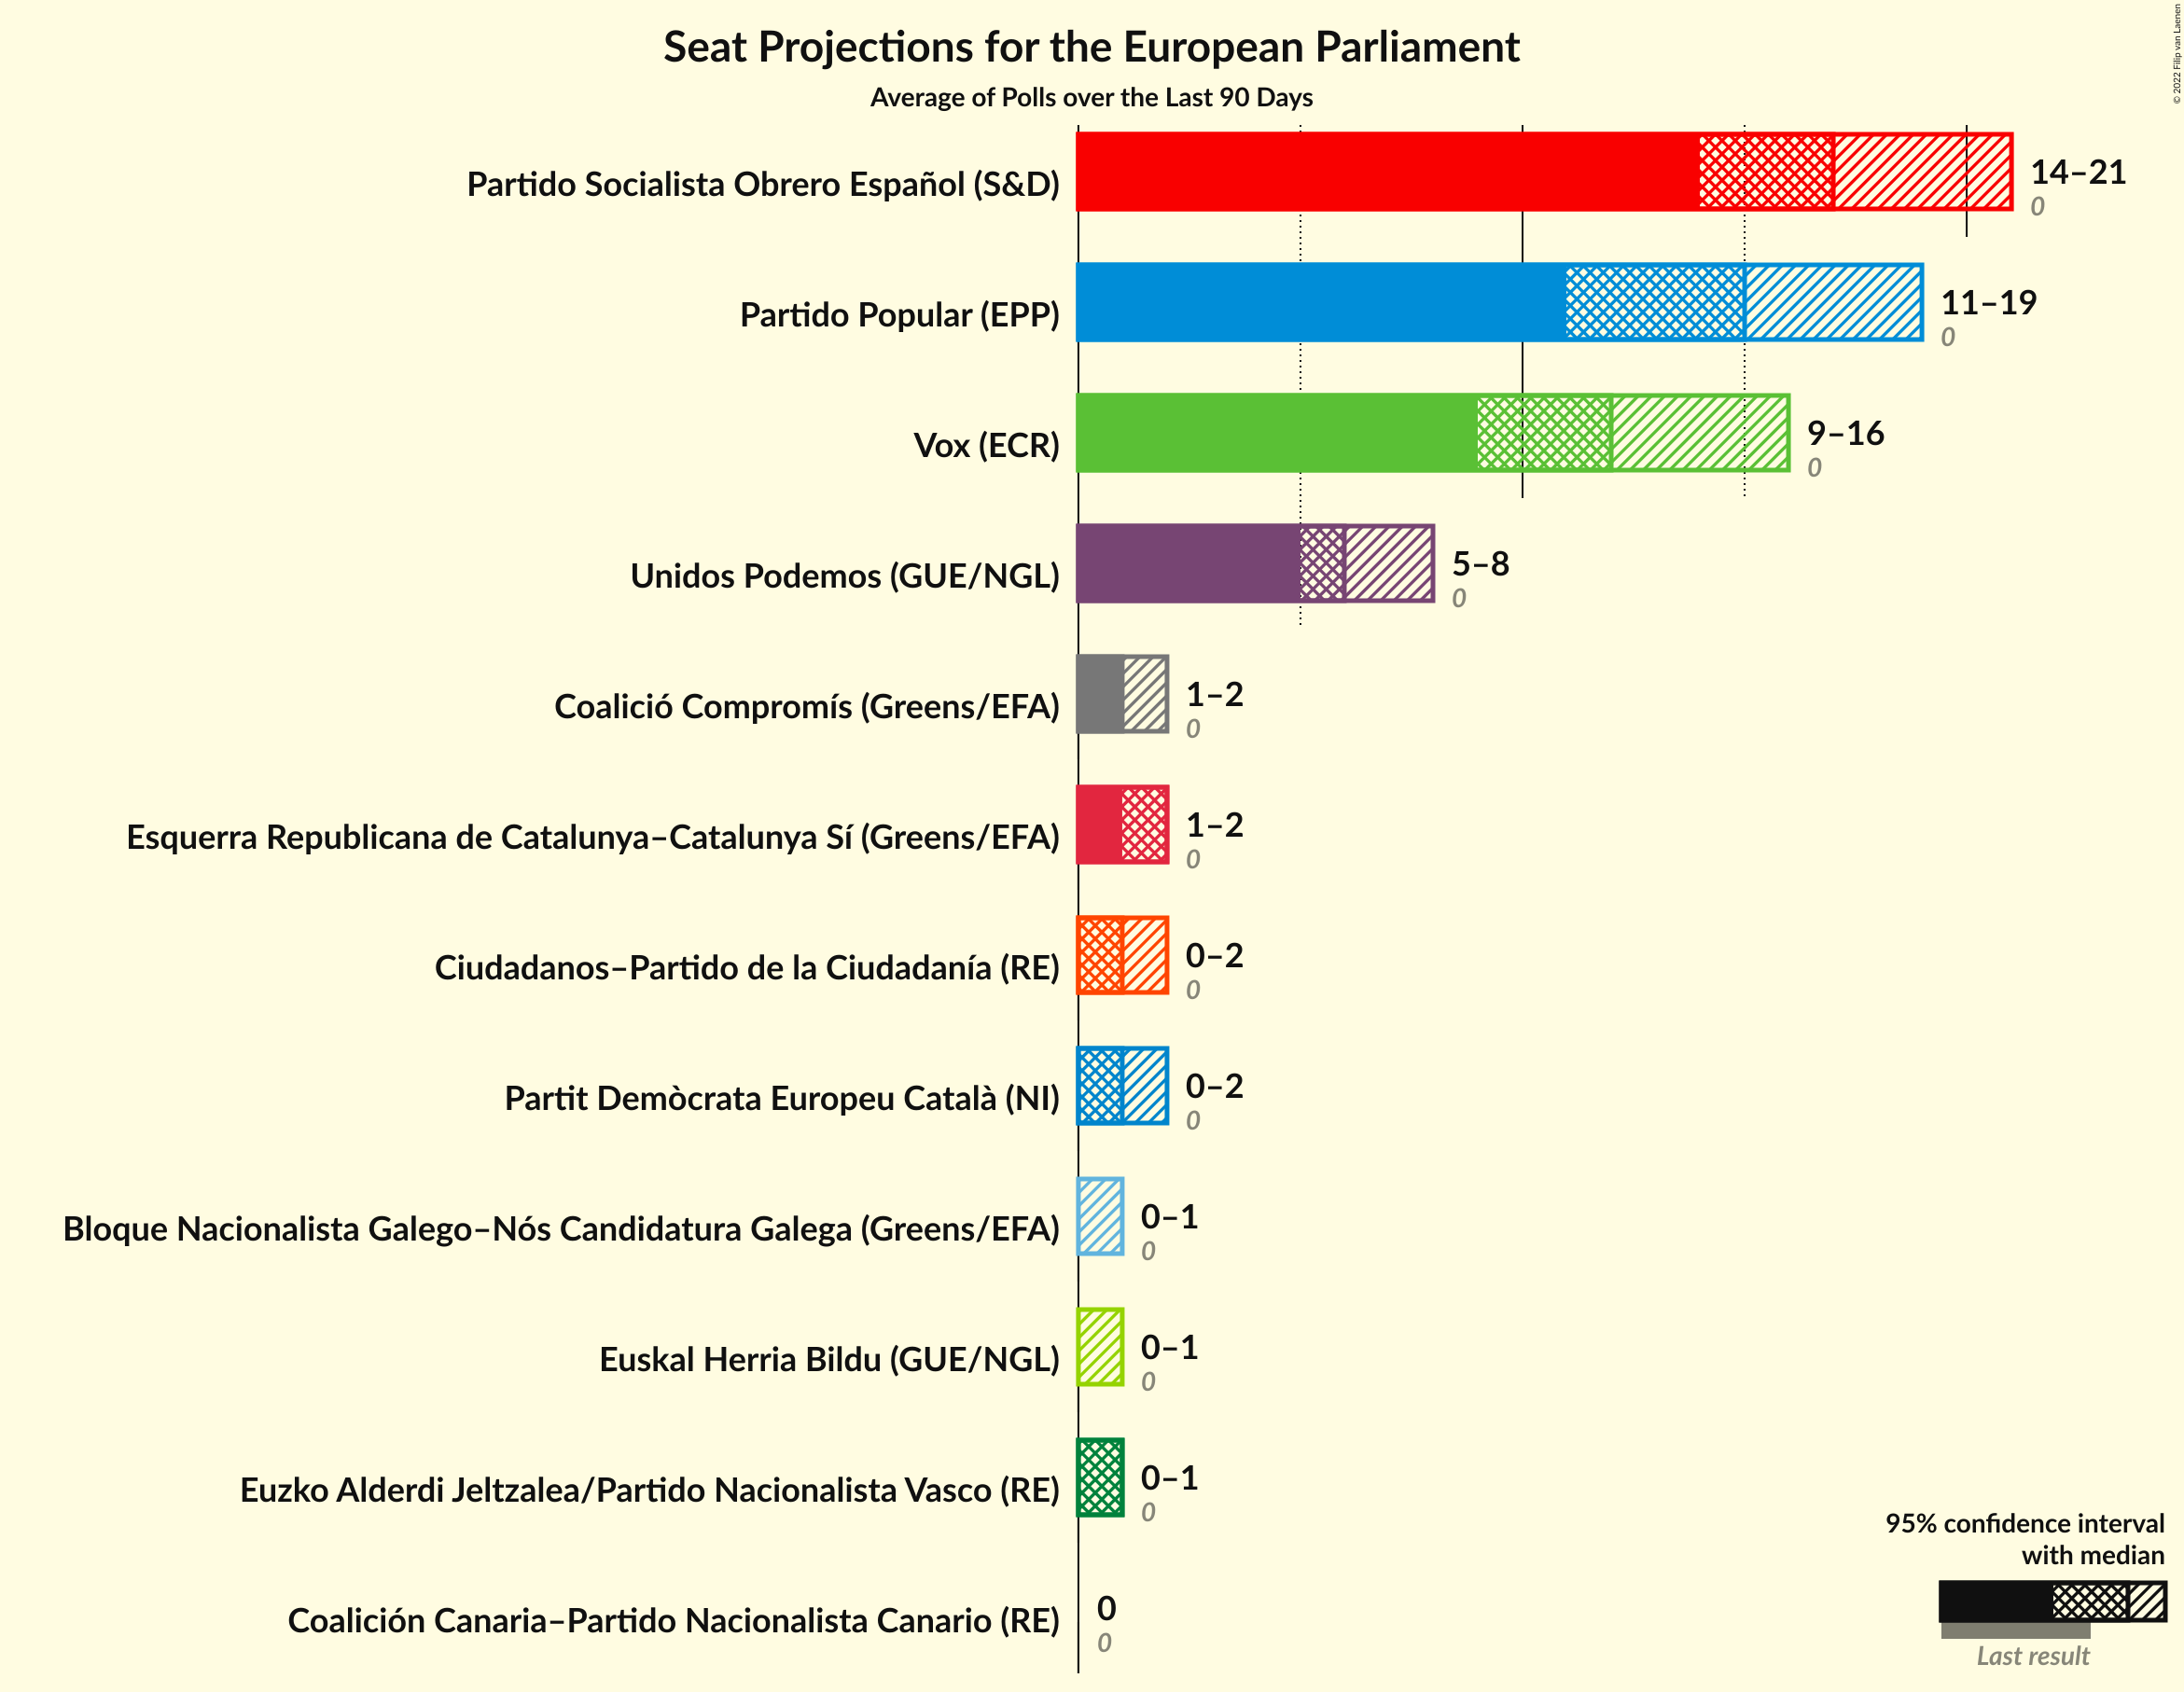 © 2022 Filip van Laenen
Seat Projections for the European Parliament
Average of Polls over the Last 90 Days
Partido Socialista Obrero Español (S&D)
14–21
0
Partido Popular (EPP)
11–19
0
Vox (ECR)
9–16
0
Unidos Podemos (GUE/NGL)
5–8
0
Coalició Compromís (Greens/EFA)
1–2
0
Esquerra Republicana de Catalunya–Catalunya Sí (Greens/EFA)
1–2
0
Ciudadanos–Partido de la Ciudadanía (RE)
0–2
0
Partit Demòcrata Europeu Català (NI)
0–2
0
Bloque Nacionalista Galego–Nós Candidatura Galega (Greens/EFA)
0–1
0
Euskal Herria Bildu (GUE/NGL)
0–1
0
Euzko Alderdi Jeltzalea/Partido Nacionalista Vasco (RE)
0–1
0
Coalición Canaria–Partido Nacionalista Canario (RE)
0
0
95% confidence interval
with median
Last result